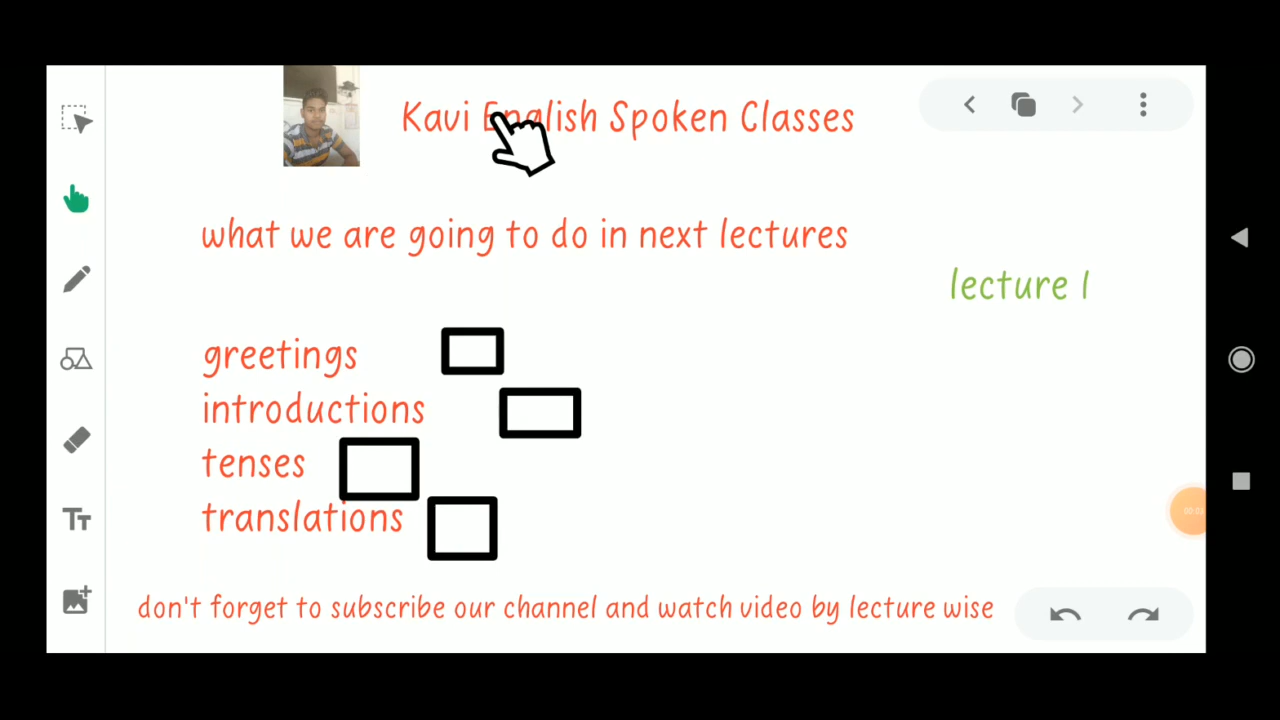 Kavi English Spoken Classes
what we are going to do in next lectures
lecture 1
greetings
introductions
tenses
translations
don't forget to subscribe our channel and watch video by lecture wise
Tт